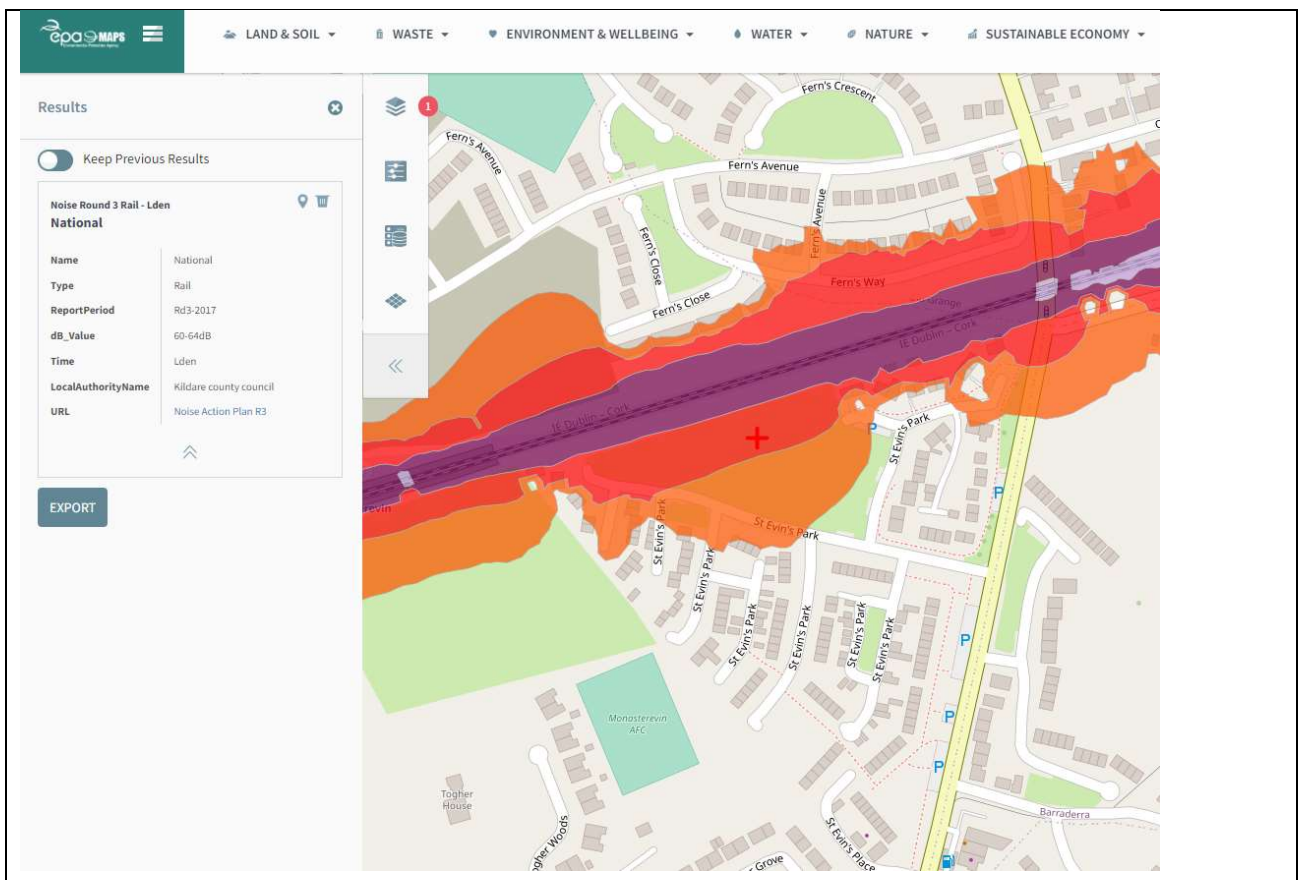 epa MAPS
Environmental Protection Agency
LAND & SOIL
WASTE
ENVIRONMENT & WELLBEING
WATER
NATURE
SUSTAINABLE ECONOMY
Results
1
Keep Previous Results
Noise Round 3 Rail - Lden
National
Name National
Type Rail
ReportPeriod Rd3-2017
dB_Value 60-64dB
Time Lden
LocalAuthorityName Kildare county council
URL Noise Action Plan R3
EXPORT
Fern's Crescent
Fern's Avenue
Fern's Avenue
Fern's Avenue
Fern's Close
Fern's Close
Fern's Way
IE Dublin - Cork
IE Dublin - Cork
P
St Evin's Park
P
St Evin's Park
St Evin's Park
St Evin's Park
St Evin's Park
St Evin's Park
St Evin's Park
St Evin's Park
P
P
P
Monasterevin
AFC
Togher
House
Barraderra
St Evin's Place
Grove